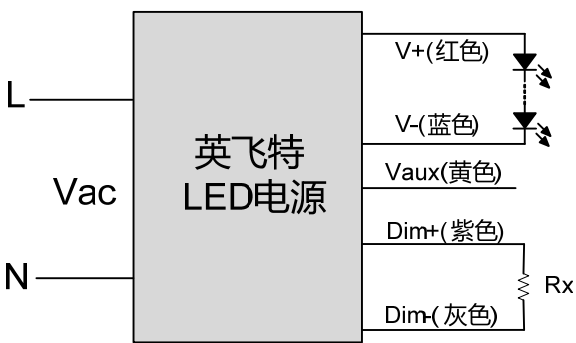 L
Vac
N
英飞特
LED电源
V+(红色)
V-(蓝色)
Vaux(黄色)
Dim+(紫色)
Dim-(灰色)
Rx